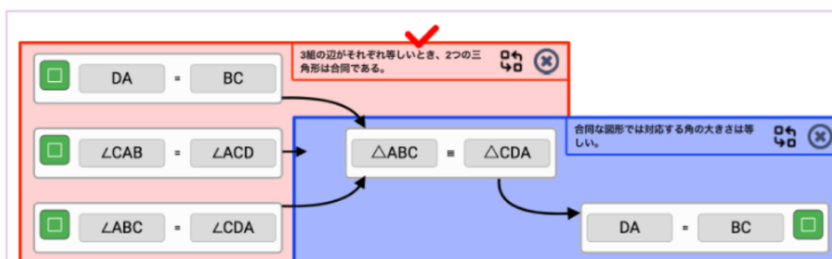 3組の辺がそれぞれ等しいとき、2つの三
角形は合同である。
DA = BC
合同な図形では対応する角の大きさは等
しい。
∠CAB = ∠ACD
△ABC ≡ △CDA
∠ABC = ∠CDA
DA = BC